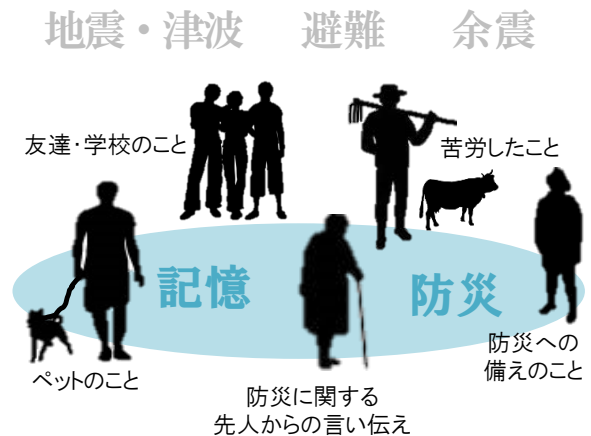 地震・津波　避難　余震
友達・学校のこと
苦労したこと
記憶
防災
ペットのこと
防災への
備えのこと
防災に関する
先人からの言い伝え